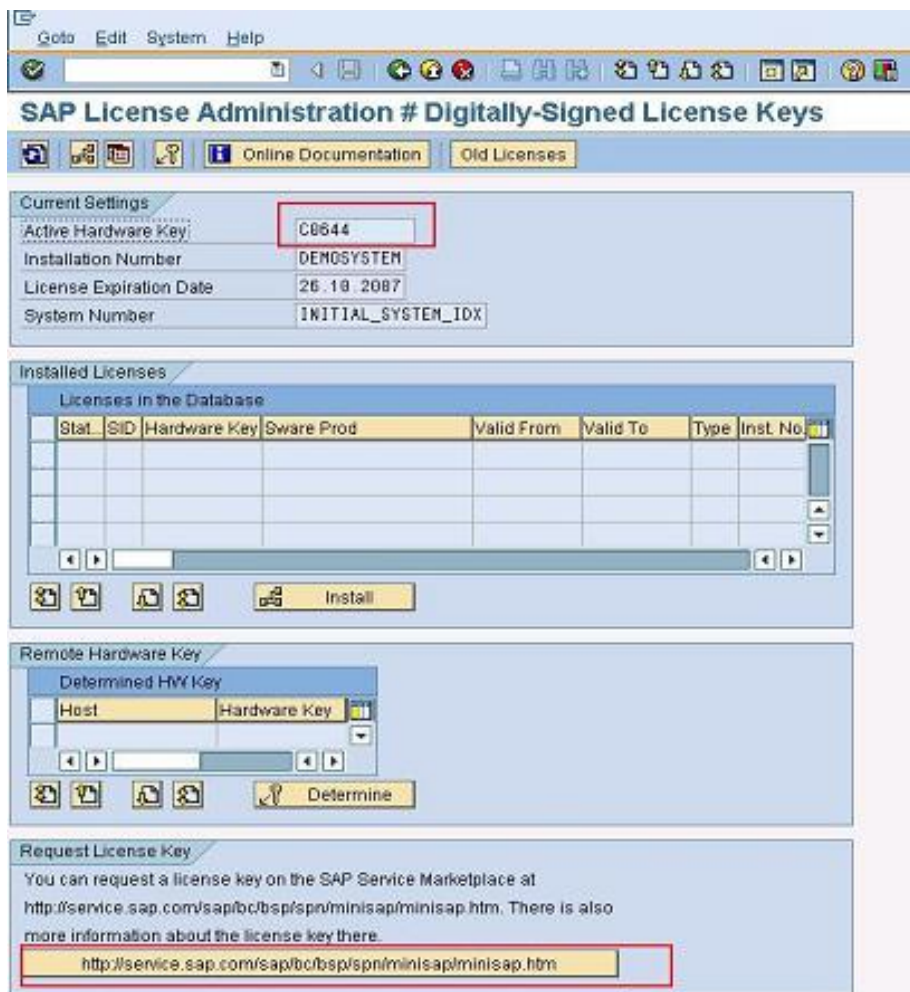 Goto Edit System Help
SAP License Administration # Digitally-Signed License Keys
Online Documentation Old Licenses
Current Settings
Active Hardware Key C0644
Installation Number DEMOSYSTEM
License Expiration Date 26.10.2007
System Number INITIAL_SYSTEM_IDX
Installed Licenses
Licenses in the Database
Stat.. SID Hardware Key Sware Prod Valid From Valid To Type Inst. No.
Install
Remote Hardware Key
Determined HW Key
Host Hardware Key
Determine
Request License Key
You can request a license key on the SAP Service Marketplace at
http://service.sap.com/sap/bc/bsp/spn/minisap/minisap.htm. There is also
more information about the license key there.
http://service.sap.com/sap/bc/bsp/spn/minisap/minisap.htm